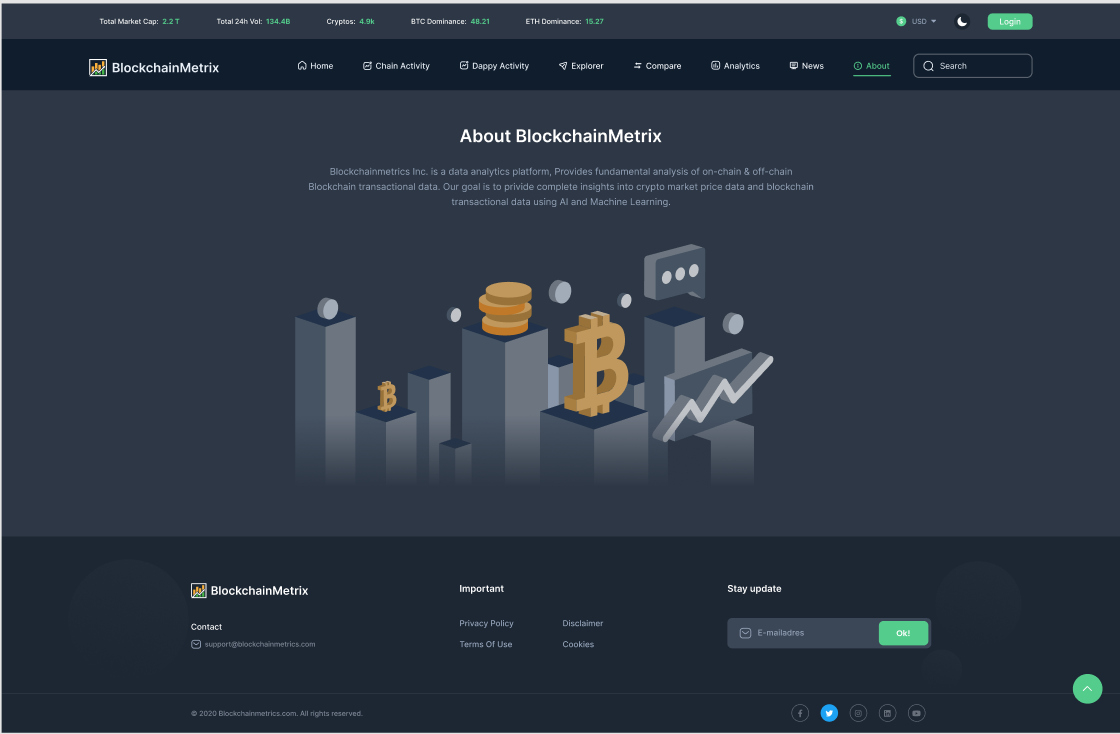 Total Market Cap: 2.2 T Total 24h Vol: 134.4B Cryptos: 4.9k BTC Dominance: 48.21 ETH Dominance: 15.27 $ USD Login
BlockchainMetrix Home Chain Activity Dappy Activity Explorer Compare Analytics News About Search
About BlockchainMetrix
Blockchainmetrics Inc. is a data analytics platform, Provides fundamental analysis of on-chain & off-chain
Blockchain transactional data. Our goal is to privide complete insights into crypto market price data and blockchain
transactional data using AI and Machine Learning.
BlockchainMetrix
Contact
support@blockchainmetrics.com
Important
Privacy Policy Disclaimer
Terms Of Use Cookies
Stay update
E-mailadres Ok!
© 2020 Blockchainmetrics.com. All rights reserved.